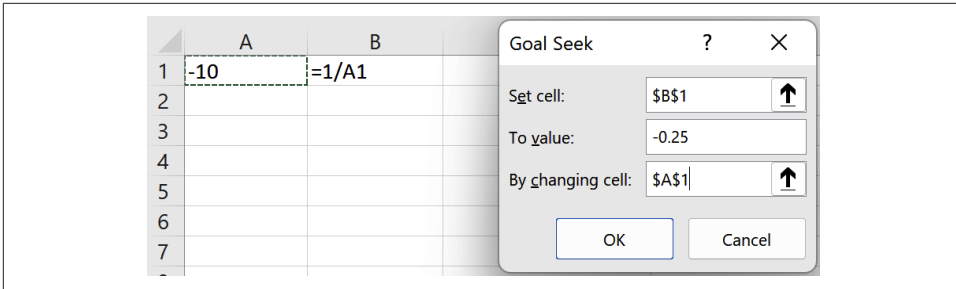 A B
1 -10 =1/A1
2
3
4
5
6
7
Goal Seek ? ×
Set cell: $B$1
To value: -0.25
By changing cell: $A$1
OK Cancel